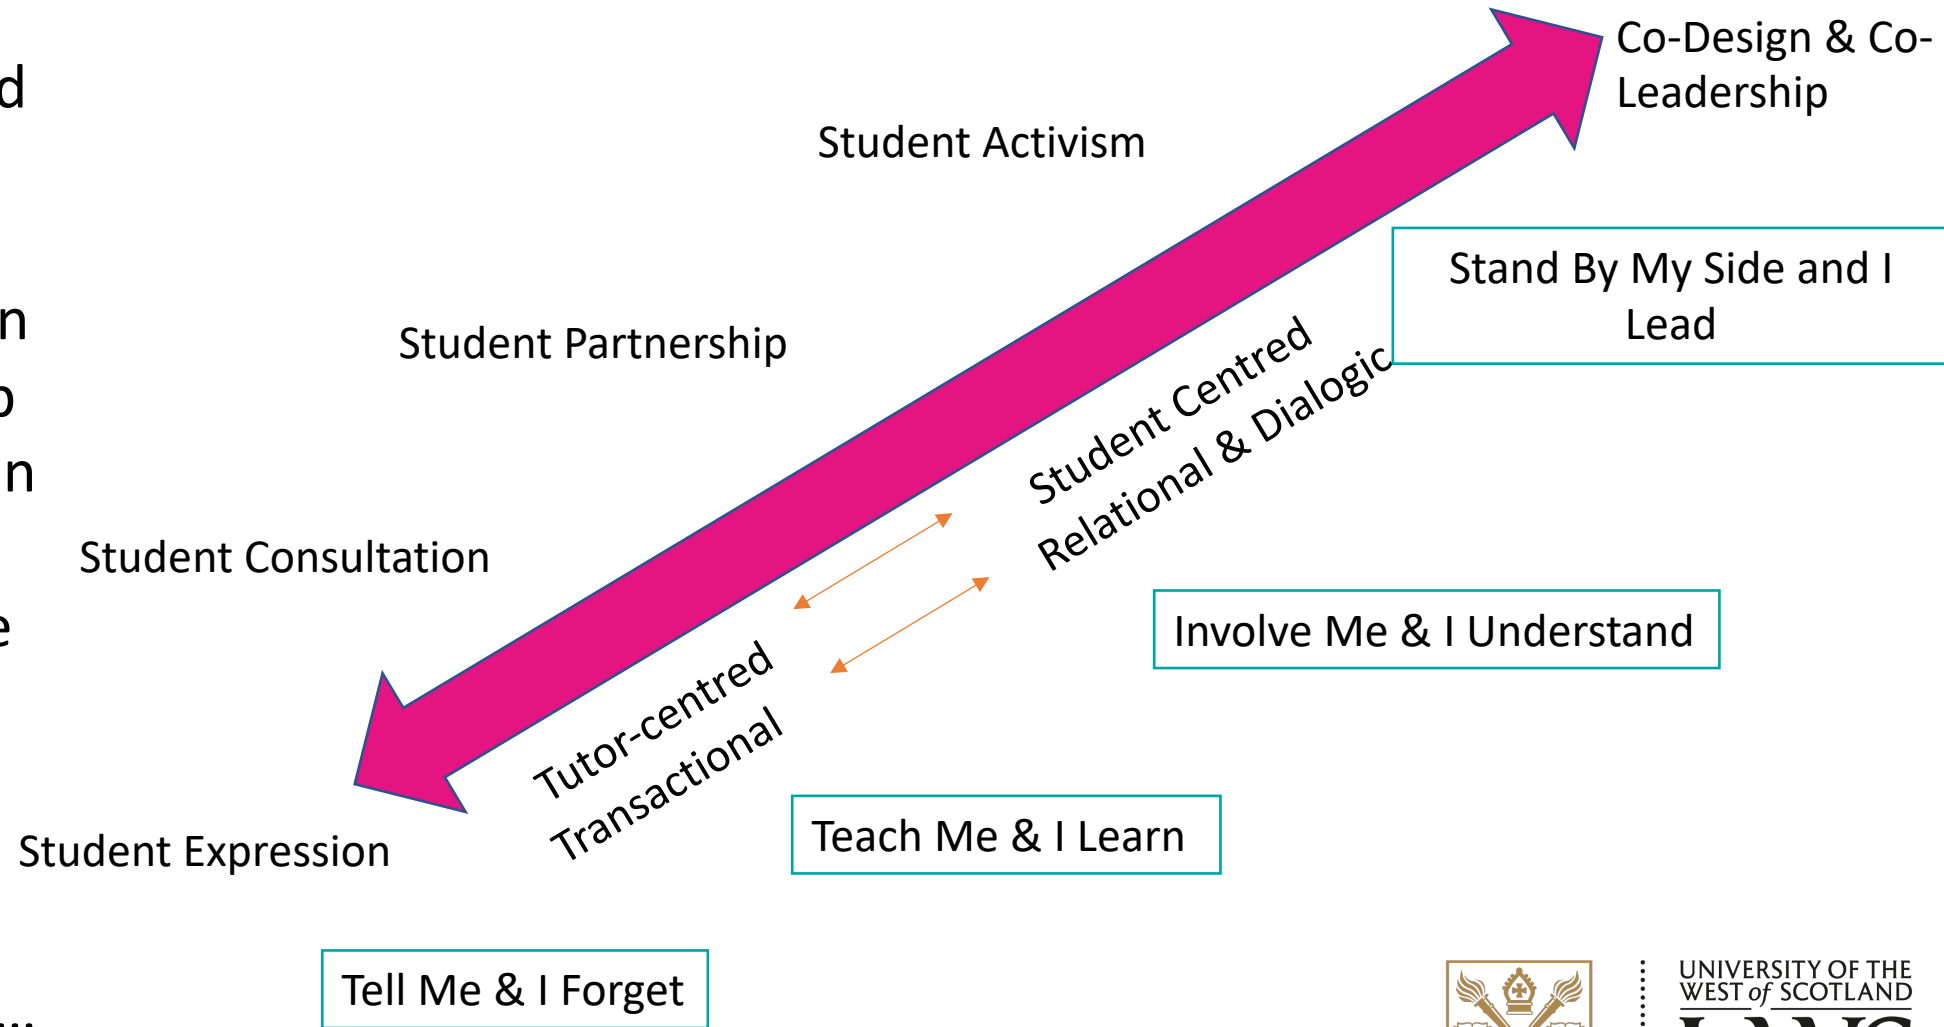 Co-Design & Co-
Leadership
Student Activism
Stand By My Side and I
Lead
Student Partnership
Student Centred
Relational & Dialogic
Student Consultation
Involve Me & I Understand
Tutor-centred
Transactional
Teach Me & I Learn
Student Expression
Tell Me & I Forget
UNIVERSITY OF THE
WEST of SCOTLAND